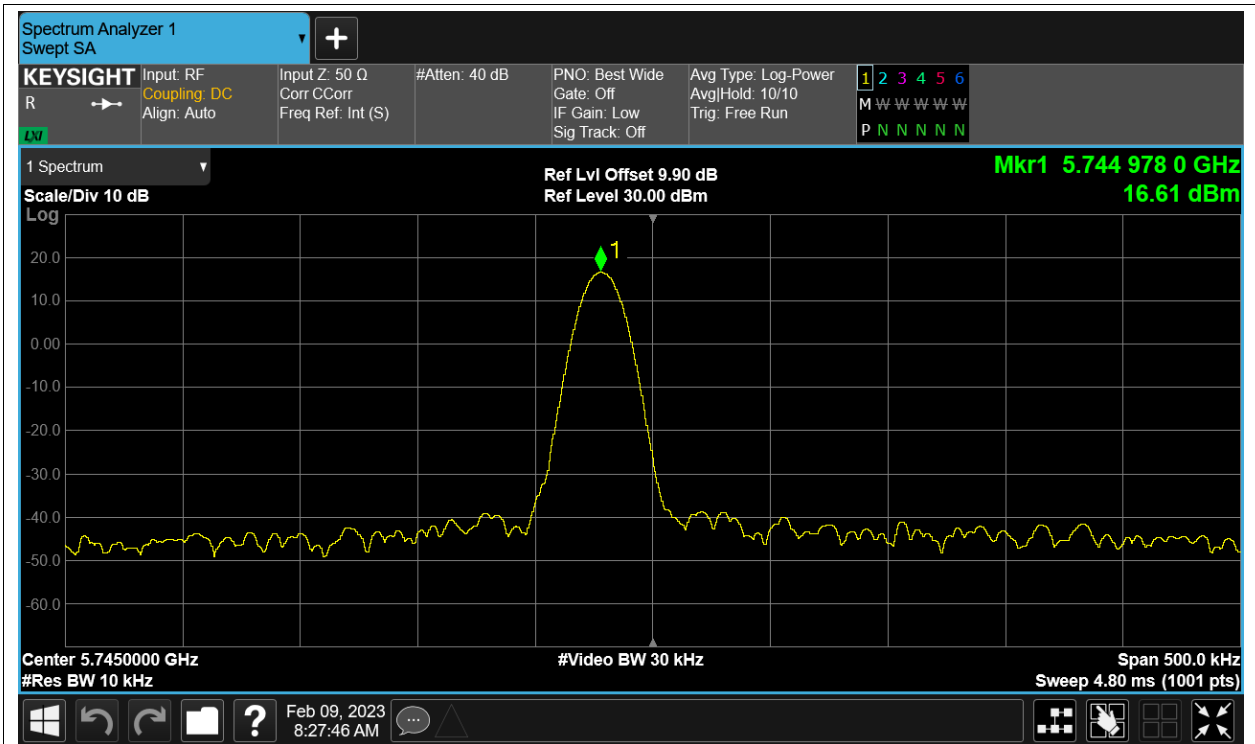 Spectrum Analyzer 1
Swept SA
KEYSIGHT
R
LXI
Input: RF
Coupling: DC
Align: Auto
Input Z: 50 Ω
Corr CCorr
Freq Ref: Int (S)
#Atten: 40 dB
PNO: Best Wide
Gate: Off
IF Gain: Low
Sig Track: Off
Avg Type: Log-Power
Avg|Hold: 10/10
Trig: Free Run
1 2 3 4 5 6
M W W W W W
P N N N N N
1 Spectrum
Scale/Div 10 dB
Log
Ref Lvl Offset 9.90 dB
Ref Level 30.00 dBm
Mkr1 5.744 978 0 GHz
16.61 dBm
1
20.0
10.0
0.00
-10.0
-20.0
-30.0
-40.0
-50.0
-60.0
Center 5.7450000 GHz
#Res BW 10 kHz
#Video BW 30 kHz
Span 500.0 kHz
Sweep 4.80 ms (1001 pts)
?
Feb 09, 2023
8:27:46 AM